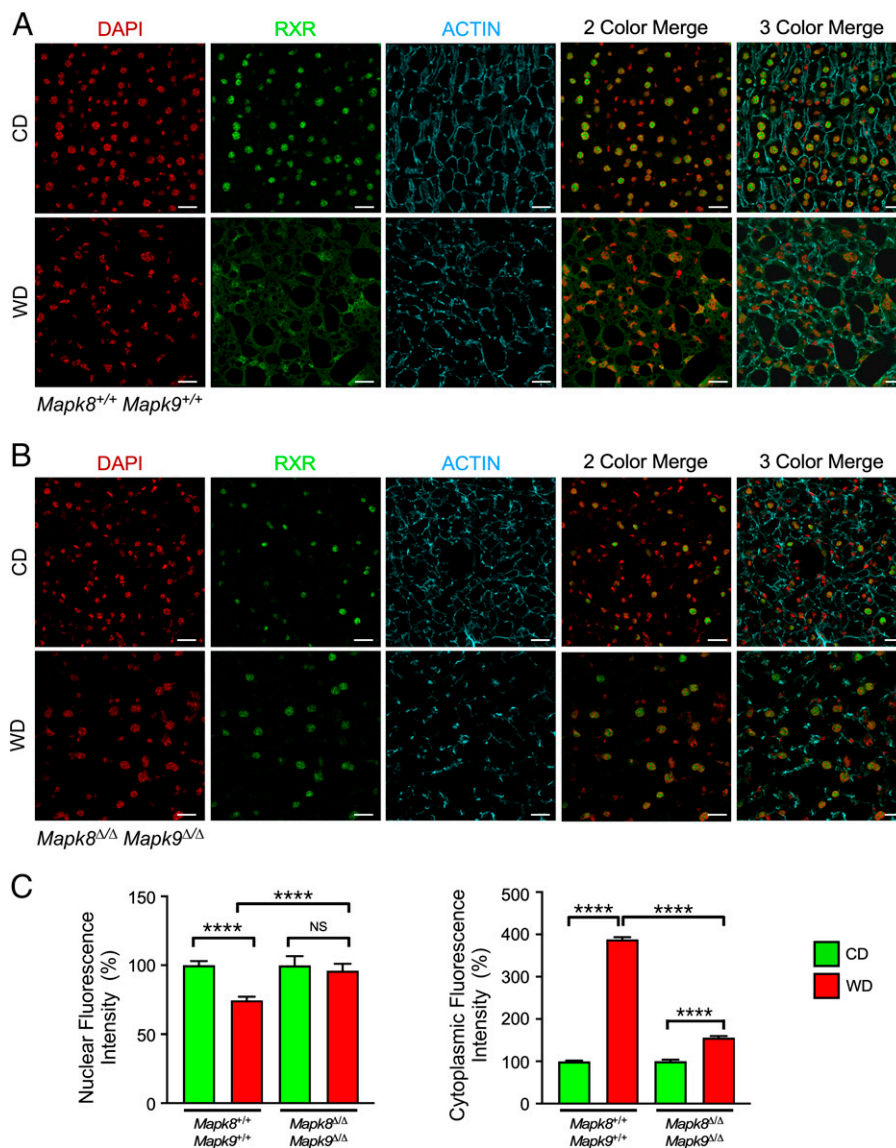 A
DAPI RXR ACTIN 2 Color Merge 3 Color Merge
CD
WD
Mapk8+/+ Mapk9+/+
B
DAPI RXR ACTIN 2 Color Merge 3 Color Merge
CD
WD
Mapk8Δ/Δ Mapk9Δ/Δ
C
Nuclear Fluorescence
Intensity (%)
150
100
50
0
****
****
NS
Mapk8+/+ Mapk8Δ/Δ
Mapk9+/+ Mapk9Δ/Δ
Cytoplasmic Fluorescence
Intensity (%)
500
400
300
200
100
0
**** ****
****
Mapk8+/+ Mapk8Δ/Δ
Mapk9+/+ Mapk9Δ/Δ
CD
WD